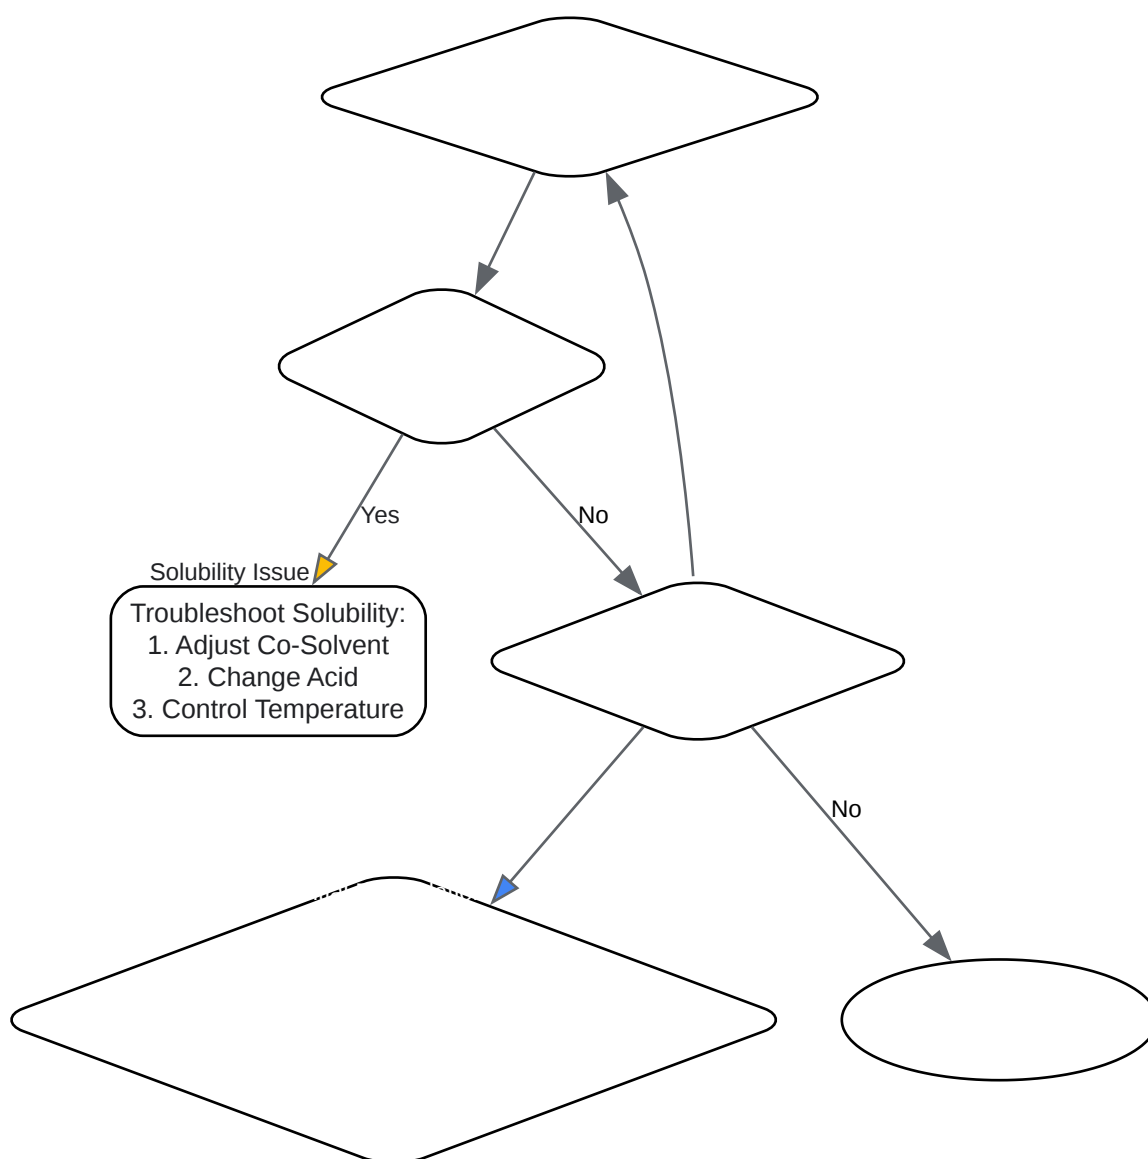 Yes
No
Solubility Issue
Troubleshoot Solubility:
1. Adjust Co-Solvent
2. Change Acid
3. Control Temperature
No